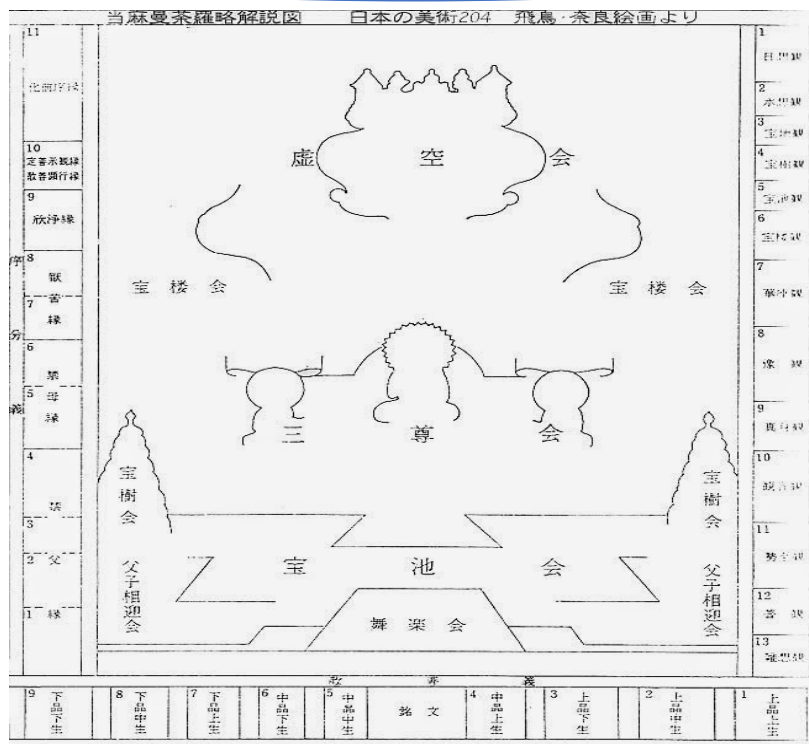 当麻曼荼羅略解説図 日本の美術204 飛鳥・奈良絵画より
11
10
定善示観縁
散善顕行縁
9
欣浄縁
8
7
厭苦縁
6
5
禁母縁
4
3
2
1
禁父縁
序分義
虚空会
宝楼会
宝楼会
三尊会
宝樹会
宝樹会
宝池会
父子相迎会
父子相迎会
舞楽会
1
日想観
2
水想観
3
宝地観
4
宝樹観
5
宝池観
6
宝楼観
7
華座観
8
像観
9
真身観
10
観音観
11
勢至観
12
普観
13
雑想観
散善義
9 下品下生
8 下品中生
7 下品上生
6 中品下生
5 中品中生
銘文
4 中品上生
3 上品下生
2 上品中生
1 上品上生